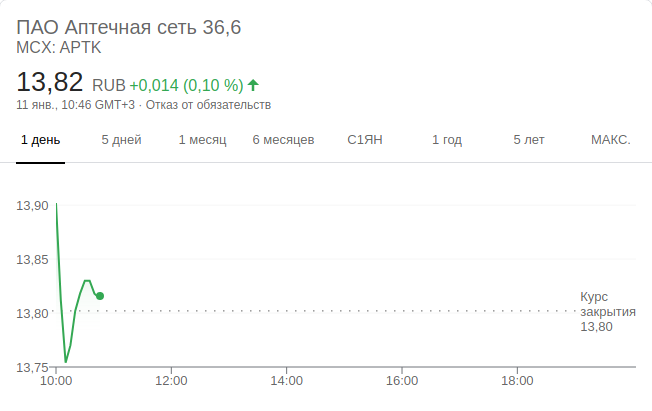 ПАО Аптечная сеть 36,6
MCX: APTK
13,82 RUB +0,014 (0,10 %)
11 янв., 10:46 GMT+3 · Отказ от обязательств
1 день 5 дней 1 месяц 6 месяцев С1ЯН 1 год 5 лет МАКС.
13,90
13,85
13,80
13,75
Курс
закрытия
13,80
10:00 12:00 14:00 16:00 18:00